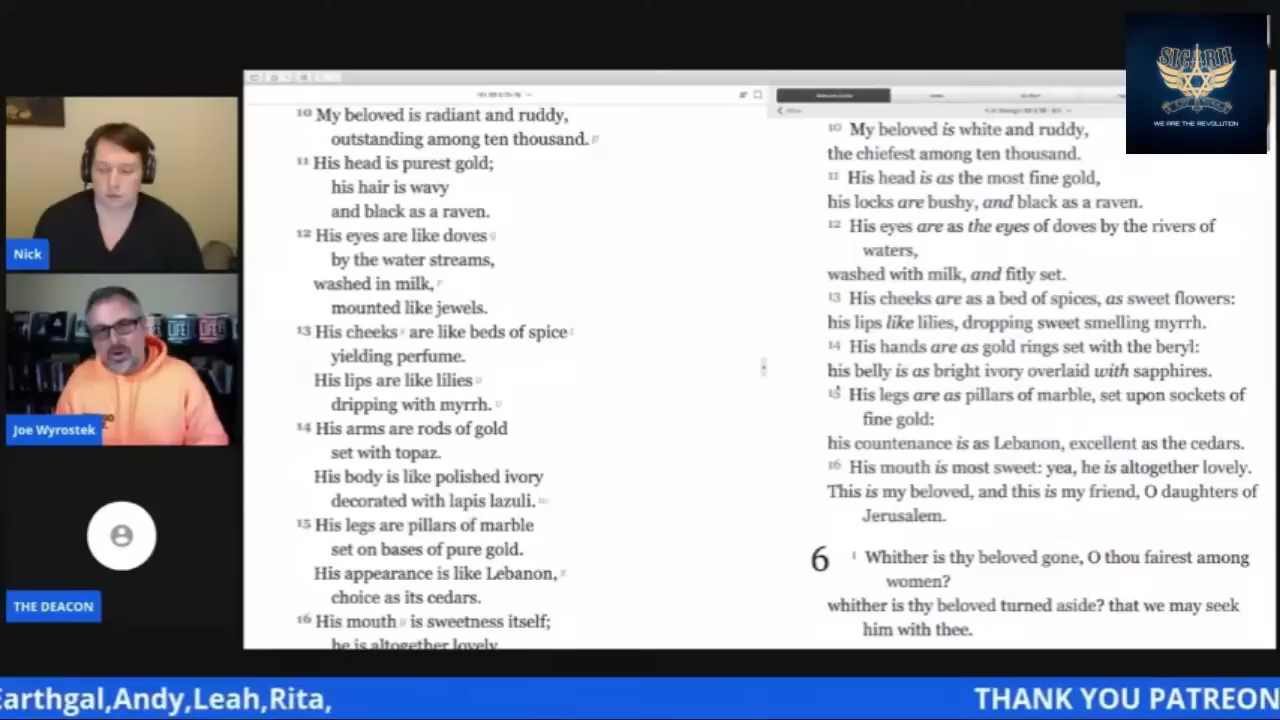 SICARII
WE ARE THE REVOLUTION
Nick
Joe Wyrostek
THE DEACON
10 My beloved is radiant and ruddy,
outstanding among ten thousand.
11 His head is purest gold;
his hair is wavy
and black as a raven.
12 His eyes are like doves
by the water streams,
washed in milk,
mounted like jewels.
13 His cheeks are like beds of spice
yielding perfume.
His lips are like lilies
dripping with myrrh.
14 His arms are rods of gold
set with topaz.
His body is like polished ivory
decorated with lapis lazuli.
15 His legs are pillars of marble
set on bases of pure gold.
His appearance is like Lebanon,
choice as its cedars.
16 His mouth is sweetness itself;
he is altogether lovely
10 My beloved is white and ruddy,
the chiefest among ten thousand.
11 His head is as the most fine gold,
his locks are bushy, and black as a raven.
12 His eyes are as the eyes of doves by the rivers of
waters,
washed with milk, and fitly set.
13 His cheeks are as a bed of spices, as sweet flowers:
his lips like lilies, dropping sweet smelling myrrh.
14 His hands are as gold rings set with the beryl:
his belly is as bright ivory overlaid with sapphires.
15 His legs are as pillars of marble, set upon sockets of
fine gold:
his countenance is as Lebanon, excellent as the cedars.
16 His mouth is most sweet: yea, he is altogether lovely.
This is my beloved, and this is my friend, O daughters of
Jerusalem.
6 1 Whither is thy beloved gone, O thou fairest among
women?
whither is thy beloved turned aside? that we may seek
him with thee.
Earthgal,Andy,Leah,Rita,
THANK YOU PATREON